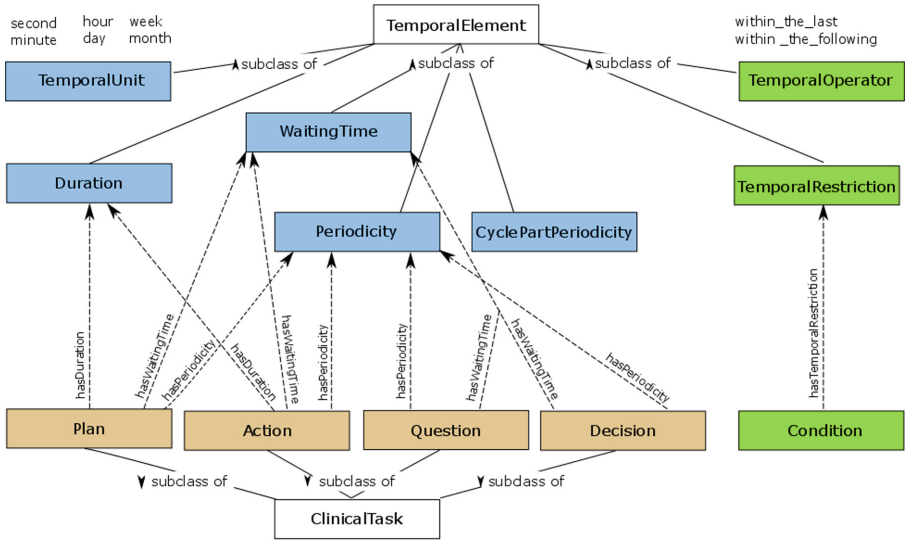 second hour week
minute day month
TemporalElement
within_the_last
within _the_following
subclass of
subclass of
subclass of
TemporalUnit
TemporalOperator
WaitingTime
Duration
TemporalRestriction
Periodicity
CyclePartPeriodicity
hasDuration
hasWaitingTime
hasPeriodicity
hasDuration
hasWaitingTime
hasPeriodicity
hasPeriodicity
hasWaitingTime
hasWaitingTime
hasPeriodicity
hasTemporalRestriction
Plan
Action
Question
Decision
Condition
subclass of
subclass of
subclass of
ClinicalTask